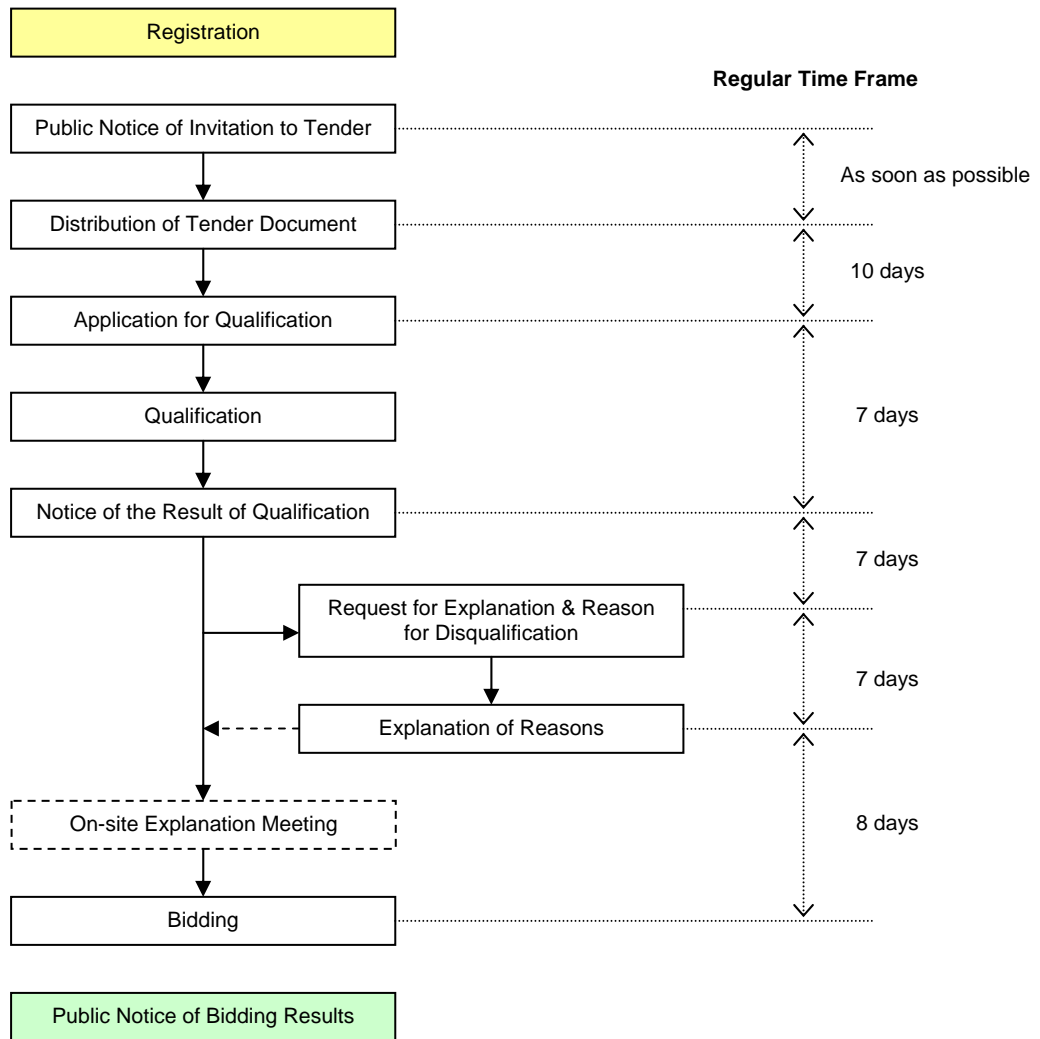 Registration
Regular Time Frame
Public Notice of Invitation to Tender
As soon as possible
Distribution of Tender Document
10 days
Application for Qualification
Qualification
7 days
Notice of the Result of Qualification
7 days
Request for Explanation & Reason
for Disqualification
7 days
Explanation of Reasons
On-site Explanation Meeting
8 days
Bidding
Public Notice of Bidding Results